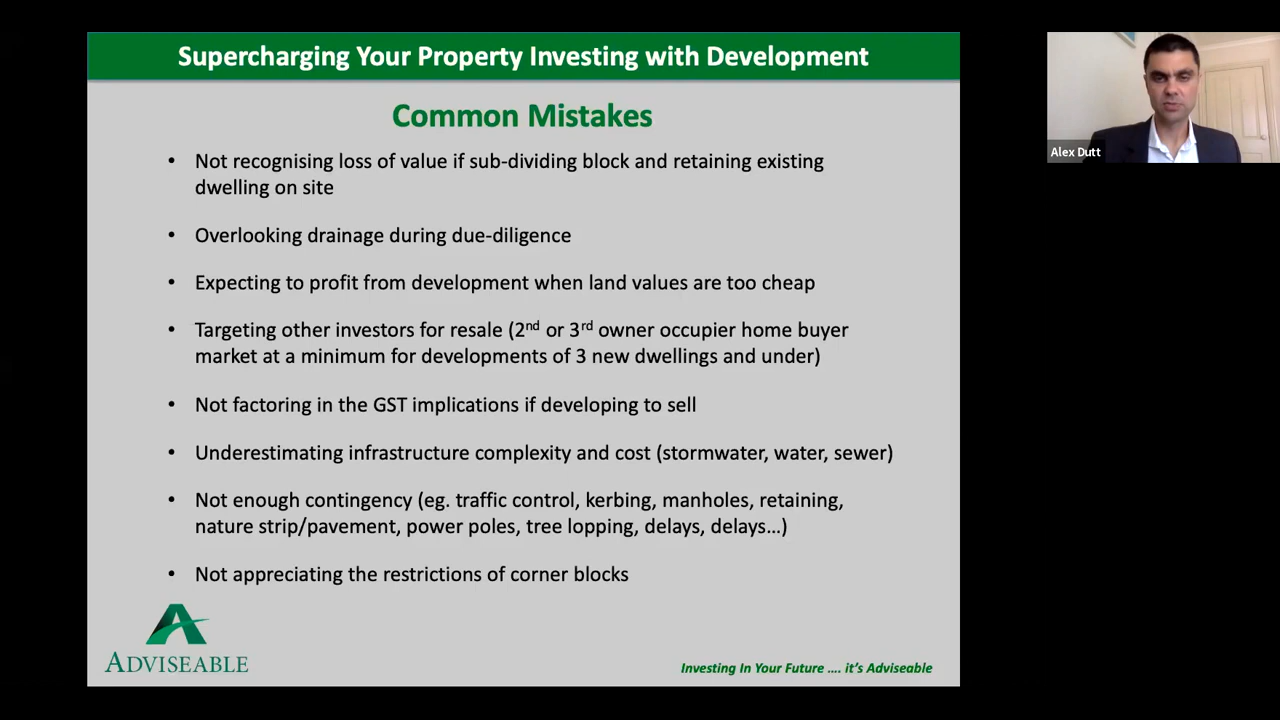 Supercharging Your Property Investing with Development
Common Mistakes
• Not recognising loss of value if sub-dividing block and retaining existing
dwelling on site
• Overlooking drainage during due-diligence
• Expecting to profit from development when land values are too cheap
• Targeting other investors for resale (2nd or 3rd owner occupier home buyer
market at a minimum for developments of 3 new dwellings and under)
• Not factoring in the GST implications if developing to sell
• Underestimating infrastructure complexity and cost (stormwater, water, sewer)
• Not enough contingency (eg. traffic control, kerbing, manholes, retaining,
nature strip/pavement, power poles, tree lopping, delays, delays…)
• Not appreciating the restrictions of corner blocks
ADVISEABLE
Investing In Your Future .... it’s Adviseable
Alex Dutt